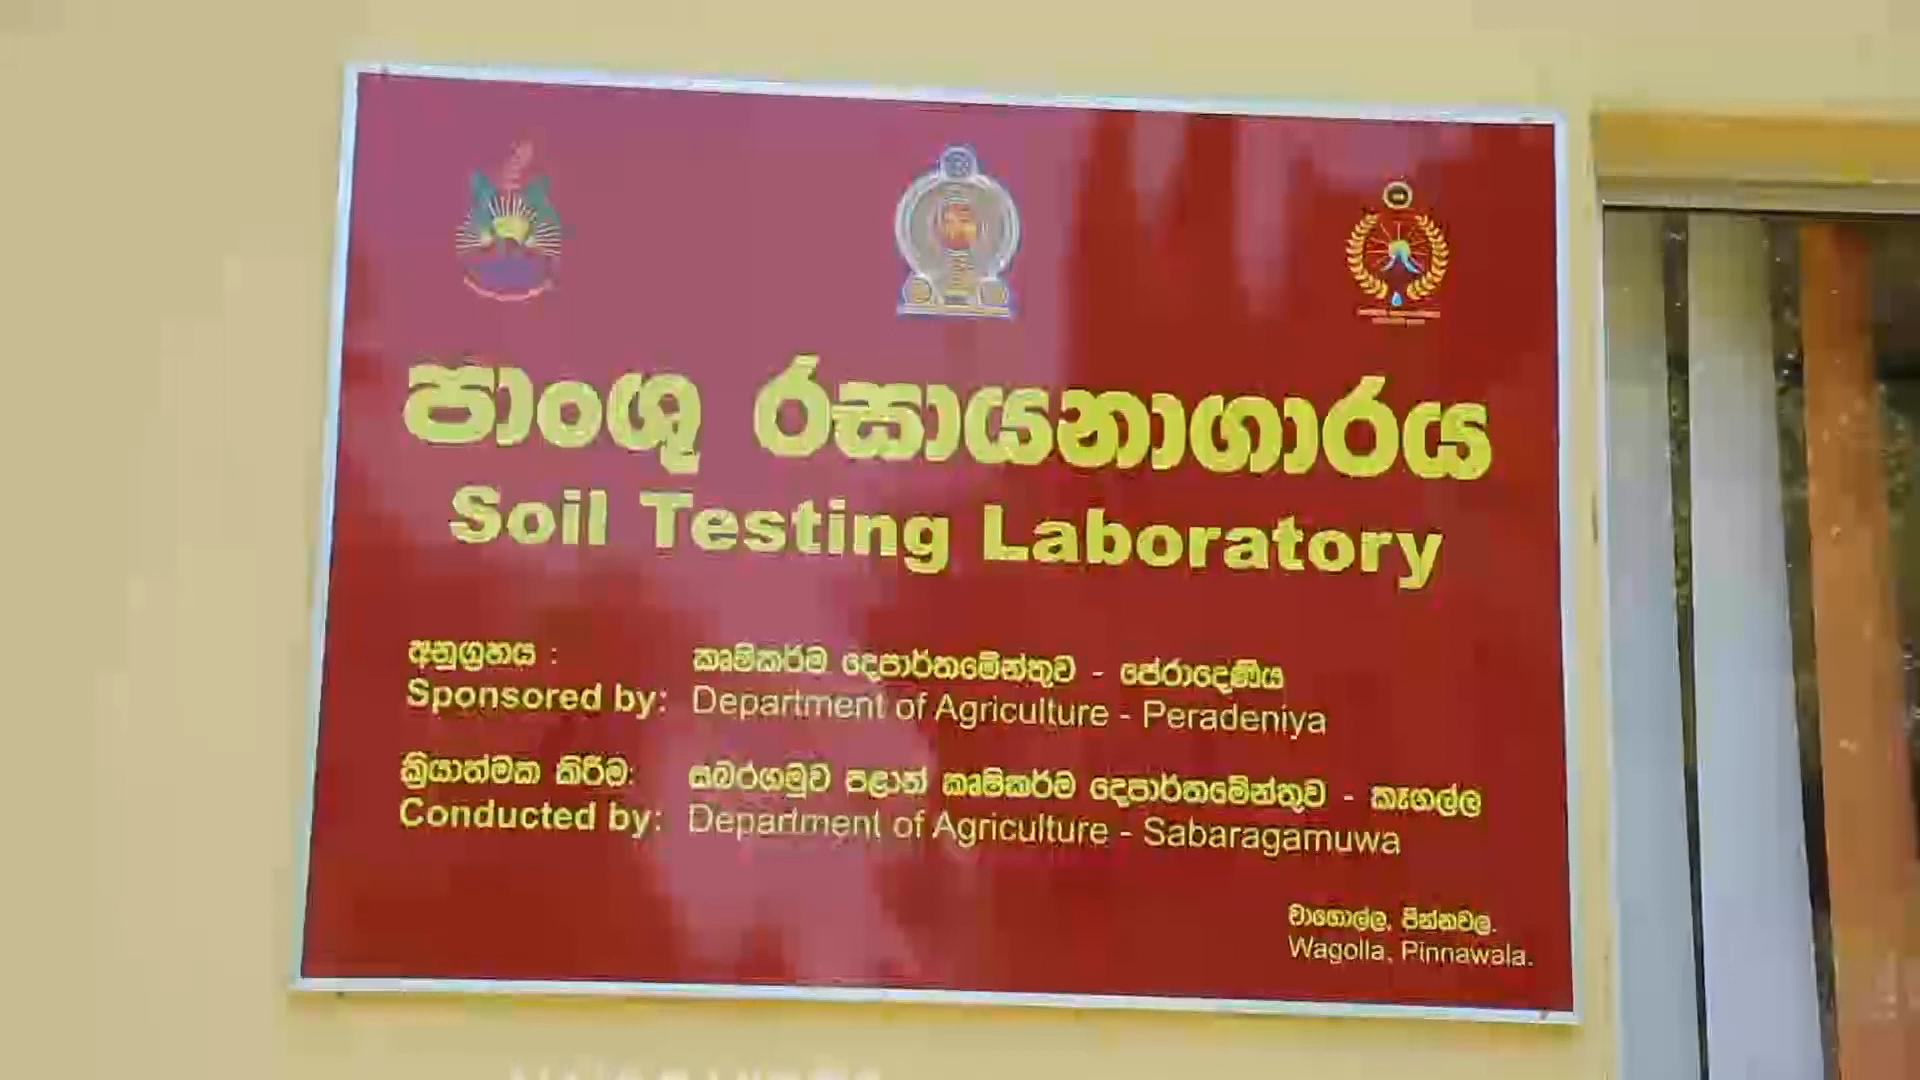 පාංශු රසායනාගාරය
Soil Testing Laboratory
අනුග්‍රහය : කෘෂිකර්ම දෙපාර්තමේන්තුව - පේරාදෙණිය
Sponsored by: Department of Agriculture - Peradeniya
ක්‍රියාත්මක කිරීම: සබරගමුව පළාත් කෘෂිකර්ම දෙපාර්තමේන්තුව - කෑගල්ල
Conducted by: Department of Agriculture - Sabaragamuwa
වාගොල්ල, පින්නවල.
Wagolla, Pinnawala.